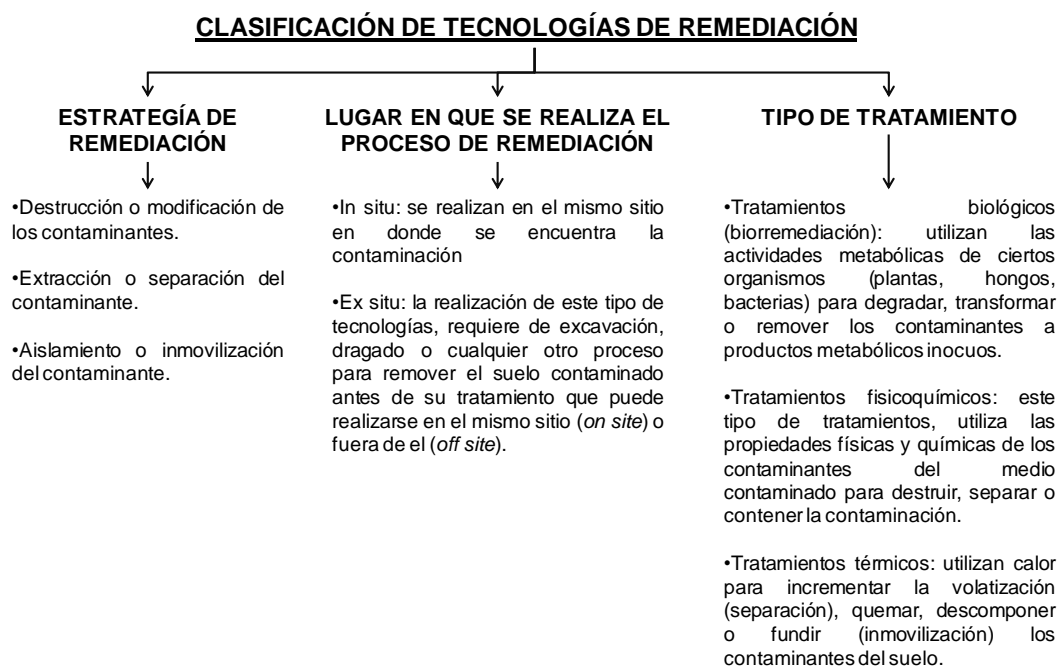 CLASIFICACIÓN DE TECNOLOGÍAS DE REMEDIACIÓN
ESTRATEGÍA DE
REMEDIACIÓN
•Destrucción o modificación de
los contaminantes.
•Extracción o separación del
contaminante.
•Aislamiento o inmovilización
del contaminante.
LUGAR EN QUE SE REALIZA EL
PROCESO DE REMEDIACIÓN
•In situ: se realizan en el mismo sitio
en donde se encuentra la
contaminación
•Ex situ: la realización de este tipo de
tecnologías, requiere de excavación,
dragado o cualquier otro proceso
para remover el suelo contaminado
antes de su tratamiento que puede
realizarse en el mismo sitio (on site) o
fuera de el (off site).
TIPO DE TRATAMIENTO
•Tratamientos biológicos
(biorremediación): utilizan las
actividades metabólicas de ciertos
organismos (plantas, hongos,
bacterias) para degradar, transformar
o remover los contaminantes a
productos metabólicos inocuos.
•Tratamientos fisicoquímicos: este
tipo de tratamientos, utiliza las
propiedades físicas y químicas de los
contaminantes del medio
contaminado para destruir, separar o
contener la contaminación.
•Tratamientos térmicos: utilizan calor
para incrementar la volatización
(separación), quemar, descomponer
o fundir (inmovilización) los
contaminantes del suelo.